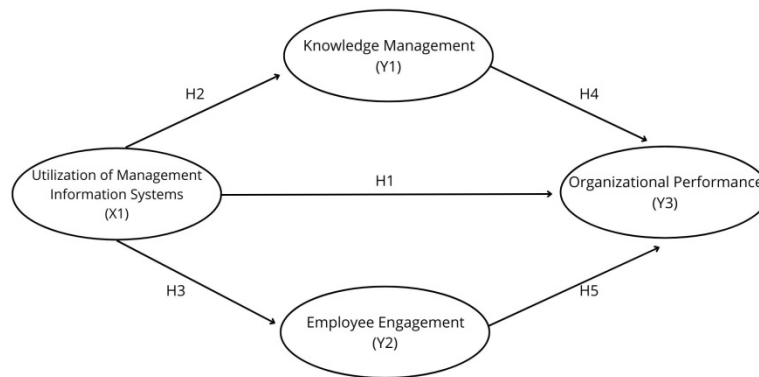 Knowledge Management
(Y1)
H2
H4
Utilization of Management
Information Systems
(X1)
H1
Organizational Performance
(Y3)
H3
H5
Employee Engagement
(Y2)